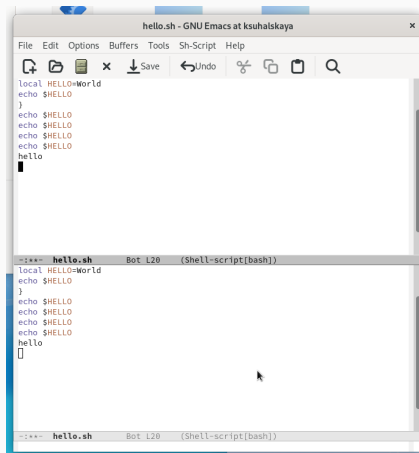 hello.sh - GNU Emacs at ksuhalskaya
File Edit Options Buffers Tools Sh-Script Help
Save Undo
local HELLO=World
echo $HELLO
}
echo $HELLO
echo $HELLO
echo $HELLO
echo $HELLO
hello
-:**- hello.sh Bot L20 (Shell-script[bash])
local HELLO=World
echo $HELLO
}
echo $HELLO
echo $HELLO
echo $HELLO
echo $HELLO
hello
-:**- hello.sh Bot L20 (Shell-script[bash])